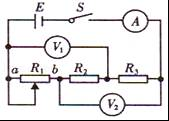 E S A
V₁
a R₁ b R₂ R₃
V₂